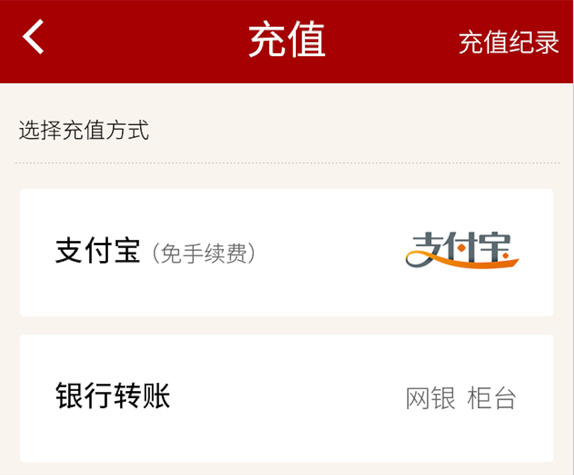 充值
充值纪录
选择充值方式
支付宝（免手续费）
支付宝
银行转账
网银 柜台